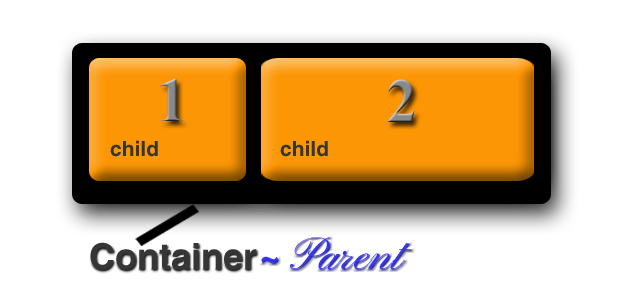 1 2
child child
Container ~ Parent